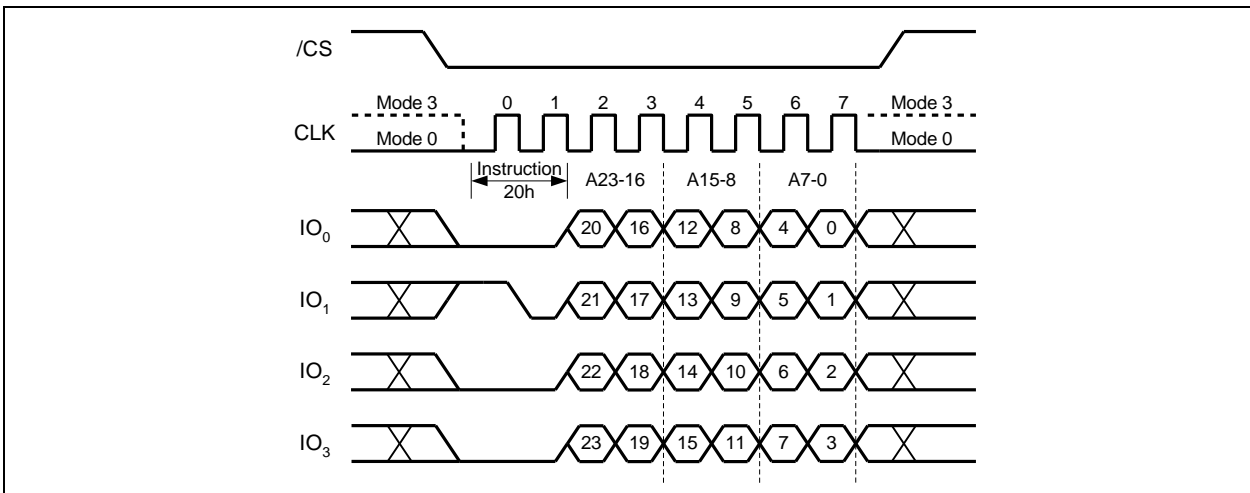 /CS
Mode 3 0 1 2 3 4 5 6 7 Mode 3
CLK
Mode 0 Mode 0
Instruction A23-16 A15-8 A7-0
20h
IO0 20 16 12 8 4 0
IO1 21 17 13 9 5 1
IO2 22 18 14 10 6 2
IO3 23 19 15 11 7 3